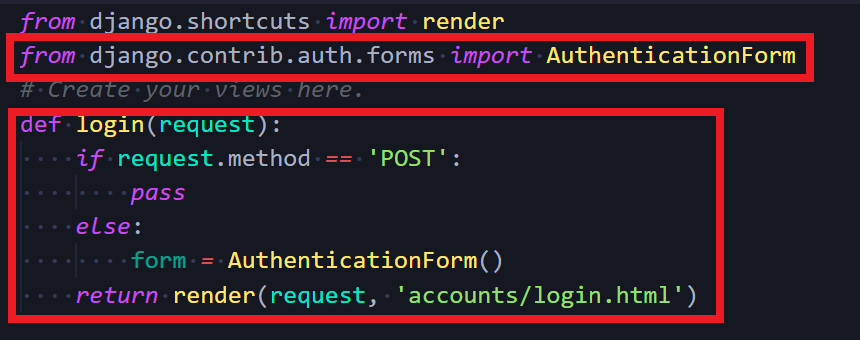 from django.shortcuts import render
from django.contrib.auth.forms import AuthenticationForm
# Create your views here.
def login(request):
    if request.method == 'POST':
        pass
    else:
        form = AuthenticationForm()
    return render(request, 'accounts/login.html')